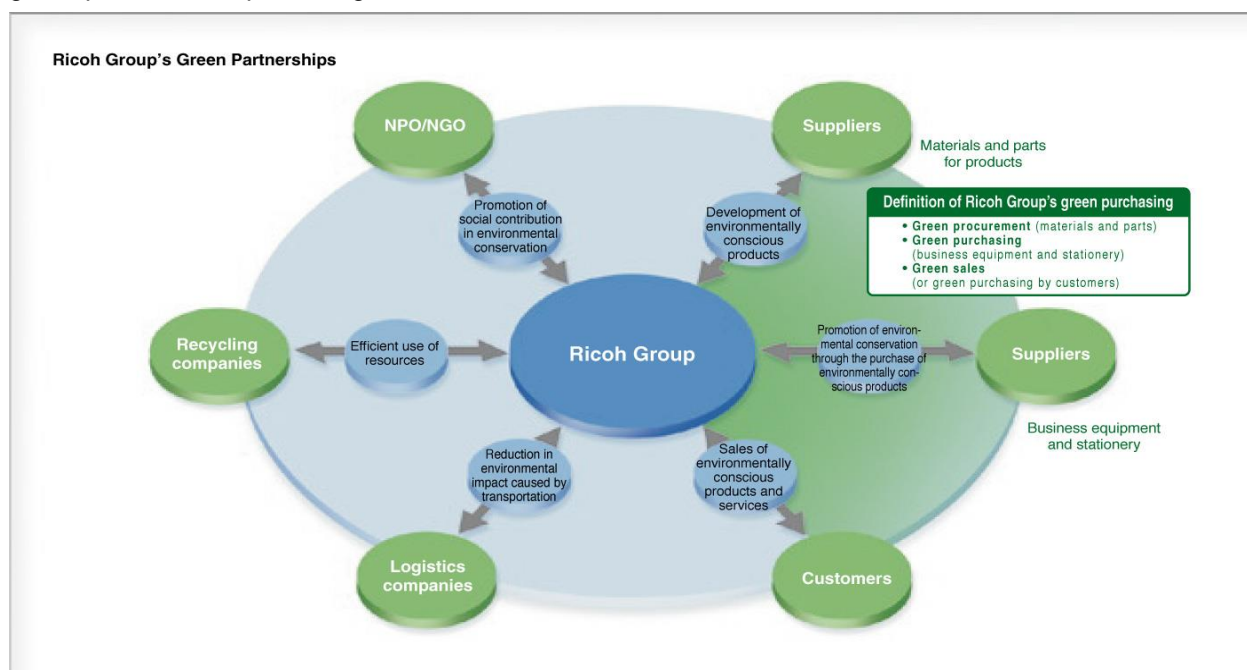 Ricoh Group's Green Partnerships
NPO/NGO
Suppliers
Materials and parts
for products
Promotion of
social contribution
in environmental
conservation
Development of
environmentally
conscious
products
Definition of Ricoh Group's green purchasing
• Green procurement (materials and parts)
• Green purchasing
(business equipment and stationery)
• Green sales
(or green purchasing by customers)
Recycling
companies
Efficient use of
resources
Ricoh Group
Promotion of environ-
mental conservation
through the purchase of
environmentally con-
scious products
Suppliers
Business equipment
and stationery
Reduction in
environmental
impact caused by
transportation
Sales of
environmentally
conscious
products and
services
Logistics
companies
Customers